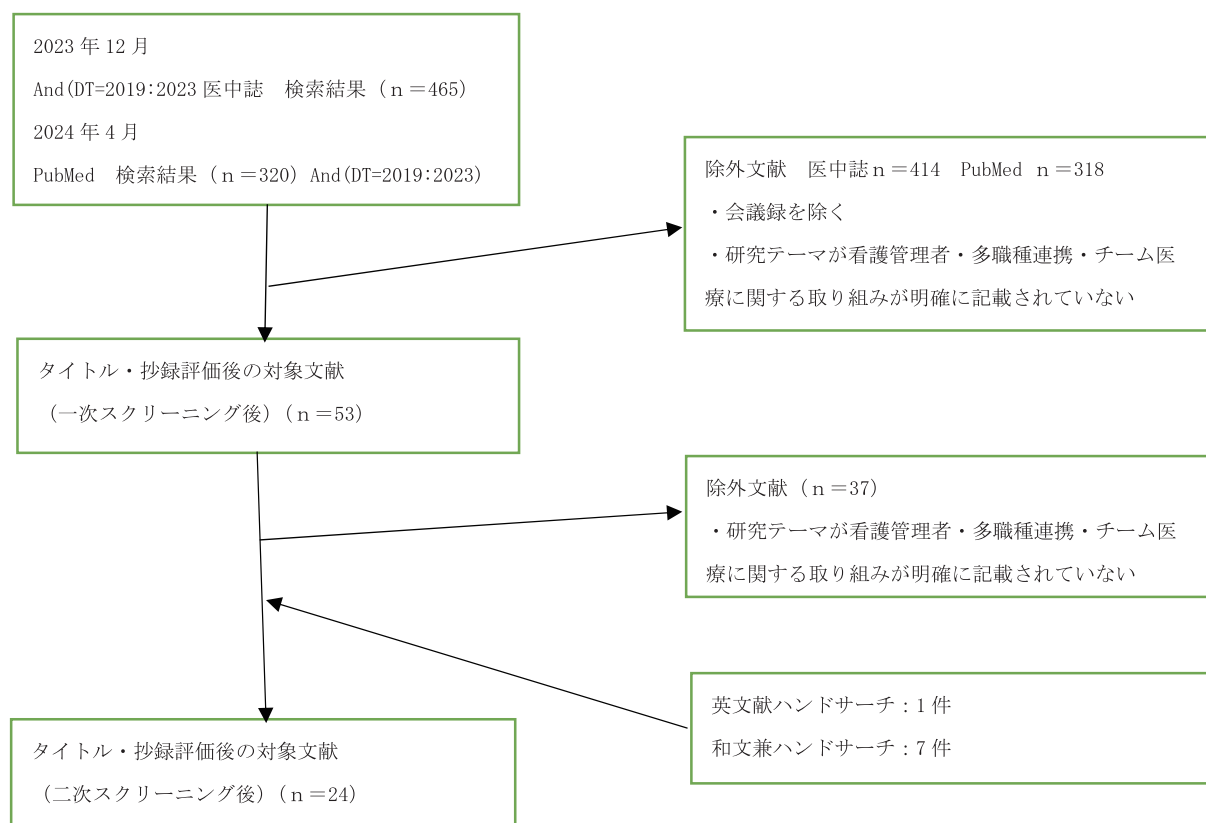 2023 年 12 月
And(DT=2019:2023 医中誌　検索結果（ｎ＝465）
2024 年 4 月
PubMed　検索結果（ｎ＝320）And(DT=2019:2023)
除外文献　医中誌ｎ＝414　PubMed ｎ＝318
・会議録を除く
・研究テーマが看護管理者・多職種連携・チーム医
療に関する取り組みが明確に記載されていない
タイトル・抄録評価後の対象文献
（一次スクリーニング後）（ｎ＝53）
除外文献（ｎ＝37）
・研究テーマが看護管理者・多職種連携・チーム医
療に関する取り組みが明確に記載されていない
英文献ハンドサーチ：1 件
和文兼ハンドサーチ：7 件
タイトル・抄録評価後の対象文献
（二次スクリーニング後）（ｎ＝24）